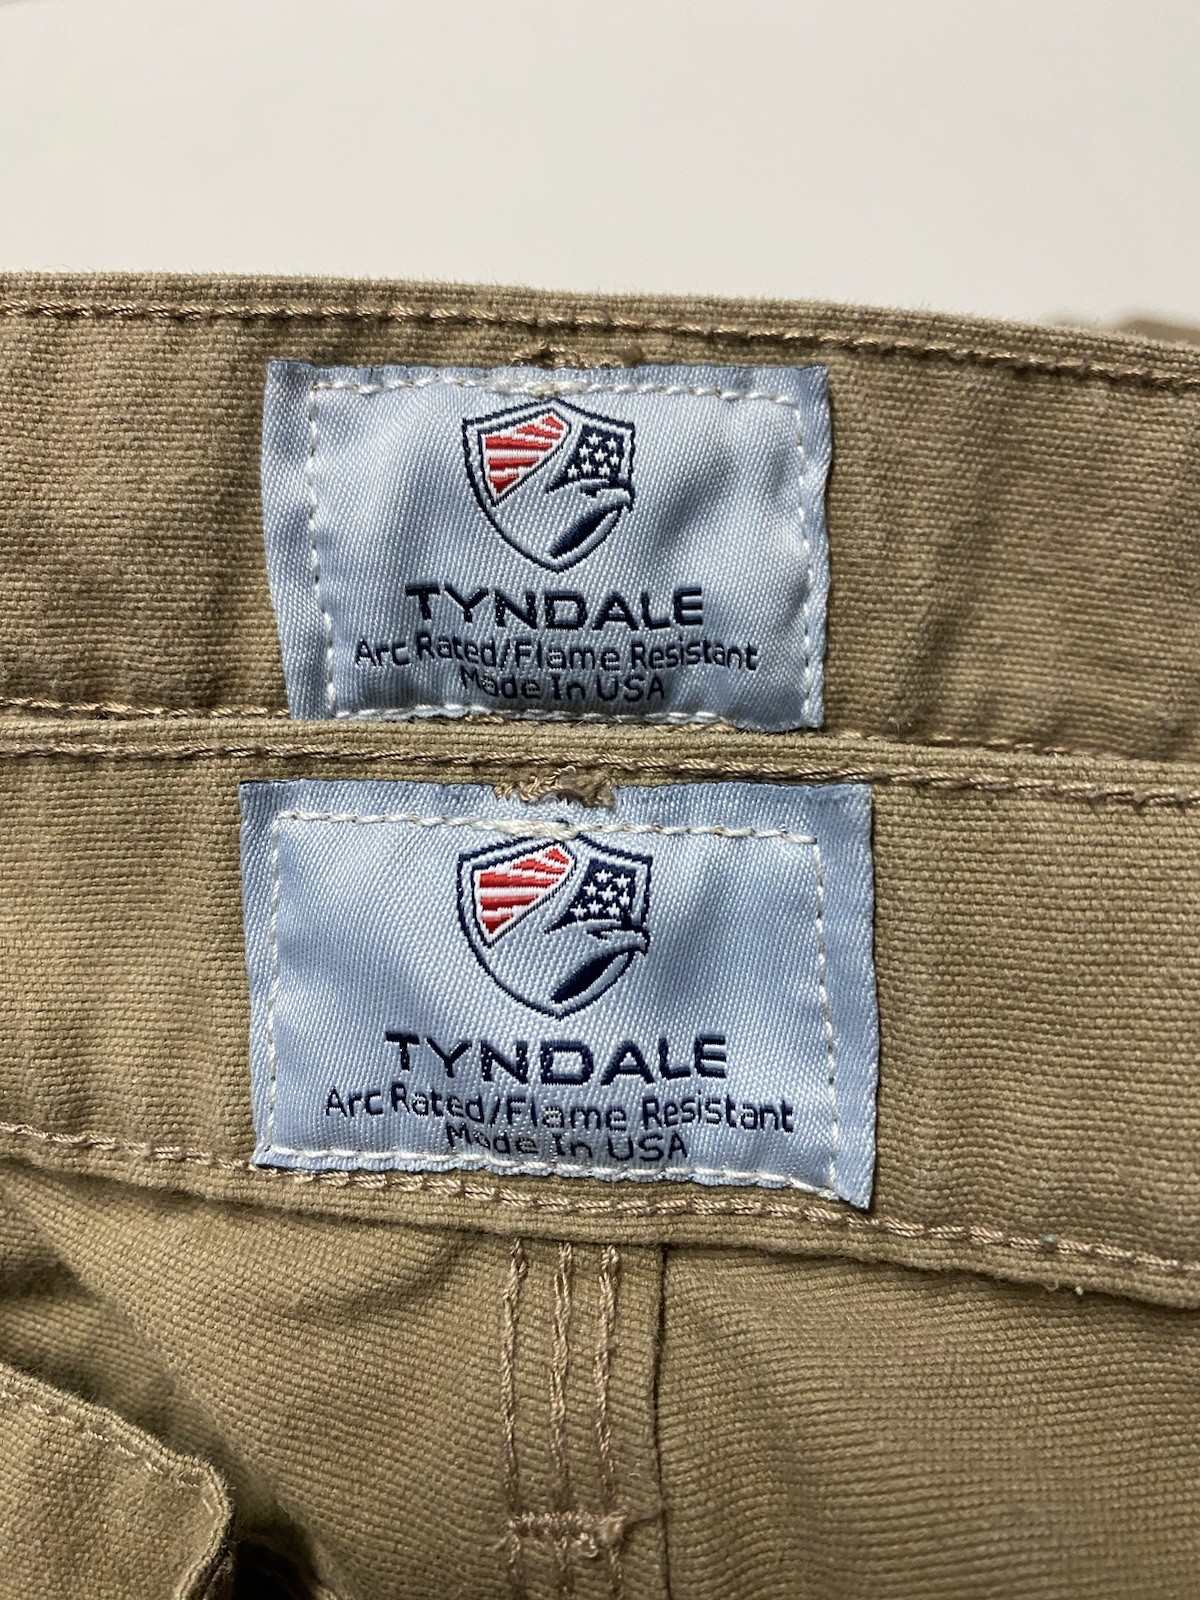 TYNDALE
Arc Rated/Flame Resistant
Made In USA
TYNDALE
Arc Rated/Flame Resistant
Made In USA